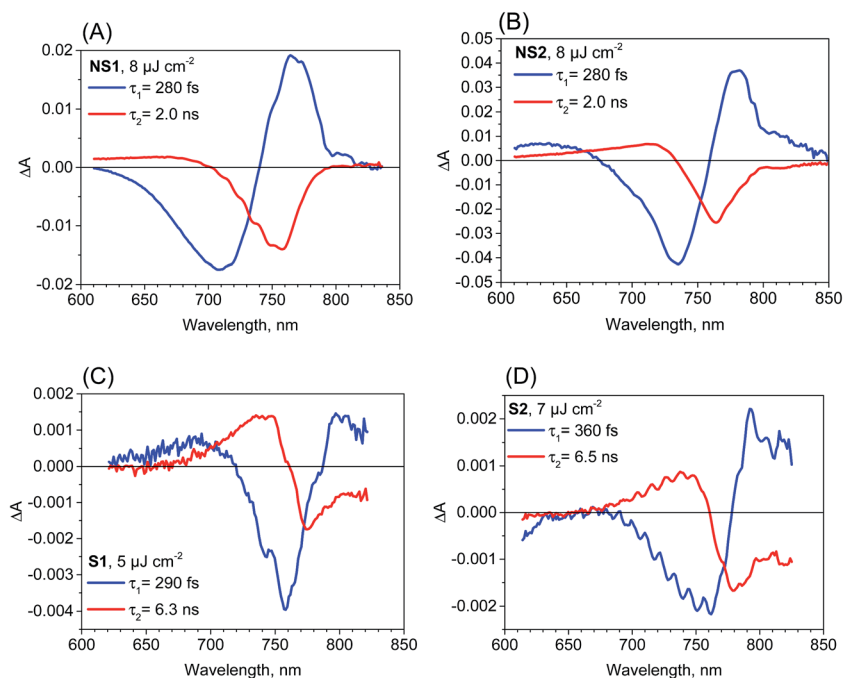 (A)
NS1, 8 µJ cm-2
τ1= 280 fs
τ2= 2.0 ns
0.02
0.01
0.00
-0.01
-0.02
ΔA
600 650 700 750 800 850
Wavelength, nm
(B)
NS2, 8 µJ cm-2
τ1= 280 fs
τ2= 2.0 ns
0.05
0.04
0.03
0.02
0.01
0.00
-0.01
-0.02
-0.03
-0.04
-0.05
ΔA
600 650 700 750 800 850
Wavelength, nm
(C)
0.002
0.001
0.000
-0.001
-0.002
-0.003
-0.004
ΔA
S1, 5 µJ cm-2
τ1= 290 fs
τ2= 6.3 ns
600 650 700 750 800 850
Wavelength, nm
(D)
S2, 7 µJ cm-2
τ1= 360 fs
τ2= 6.5 ns
0.002
0.001
0.000
-0.001
-0.002
ΔA
600 650 700 750 800 850
Wavelength, nm